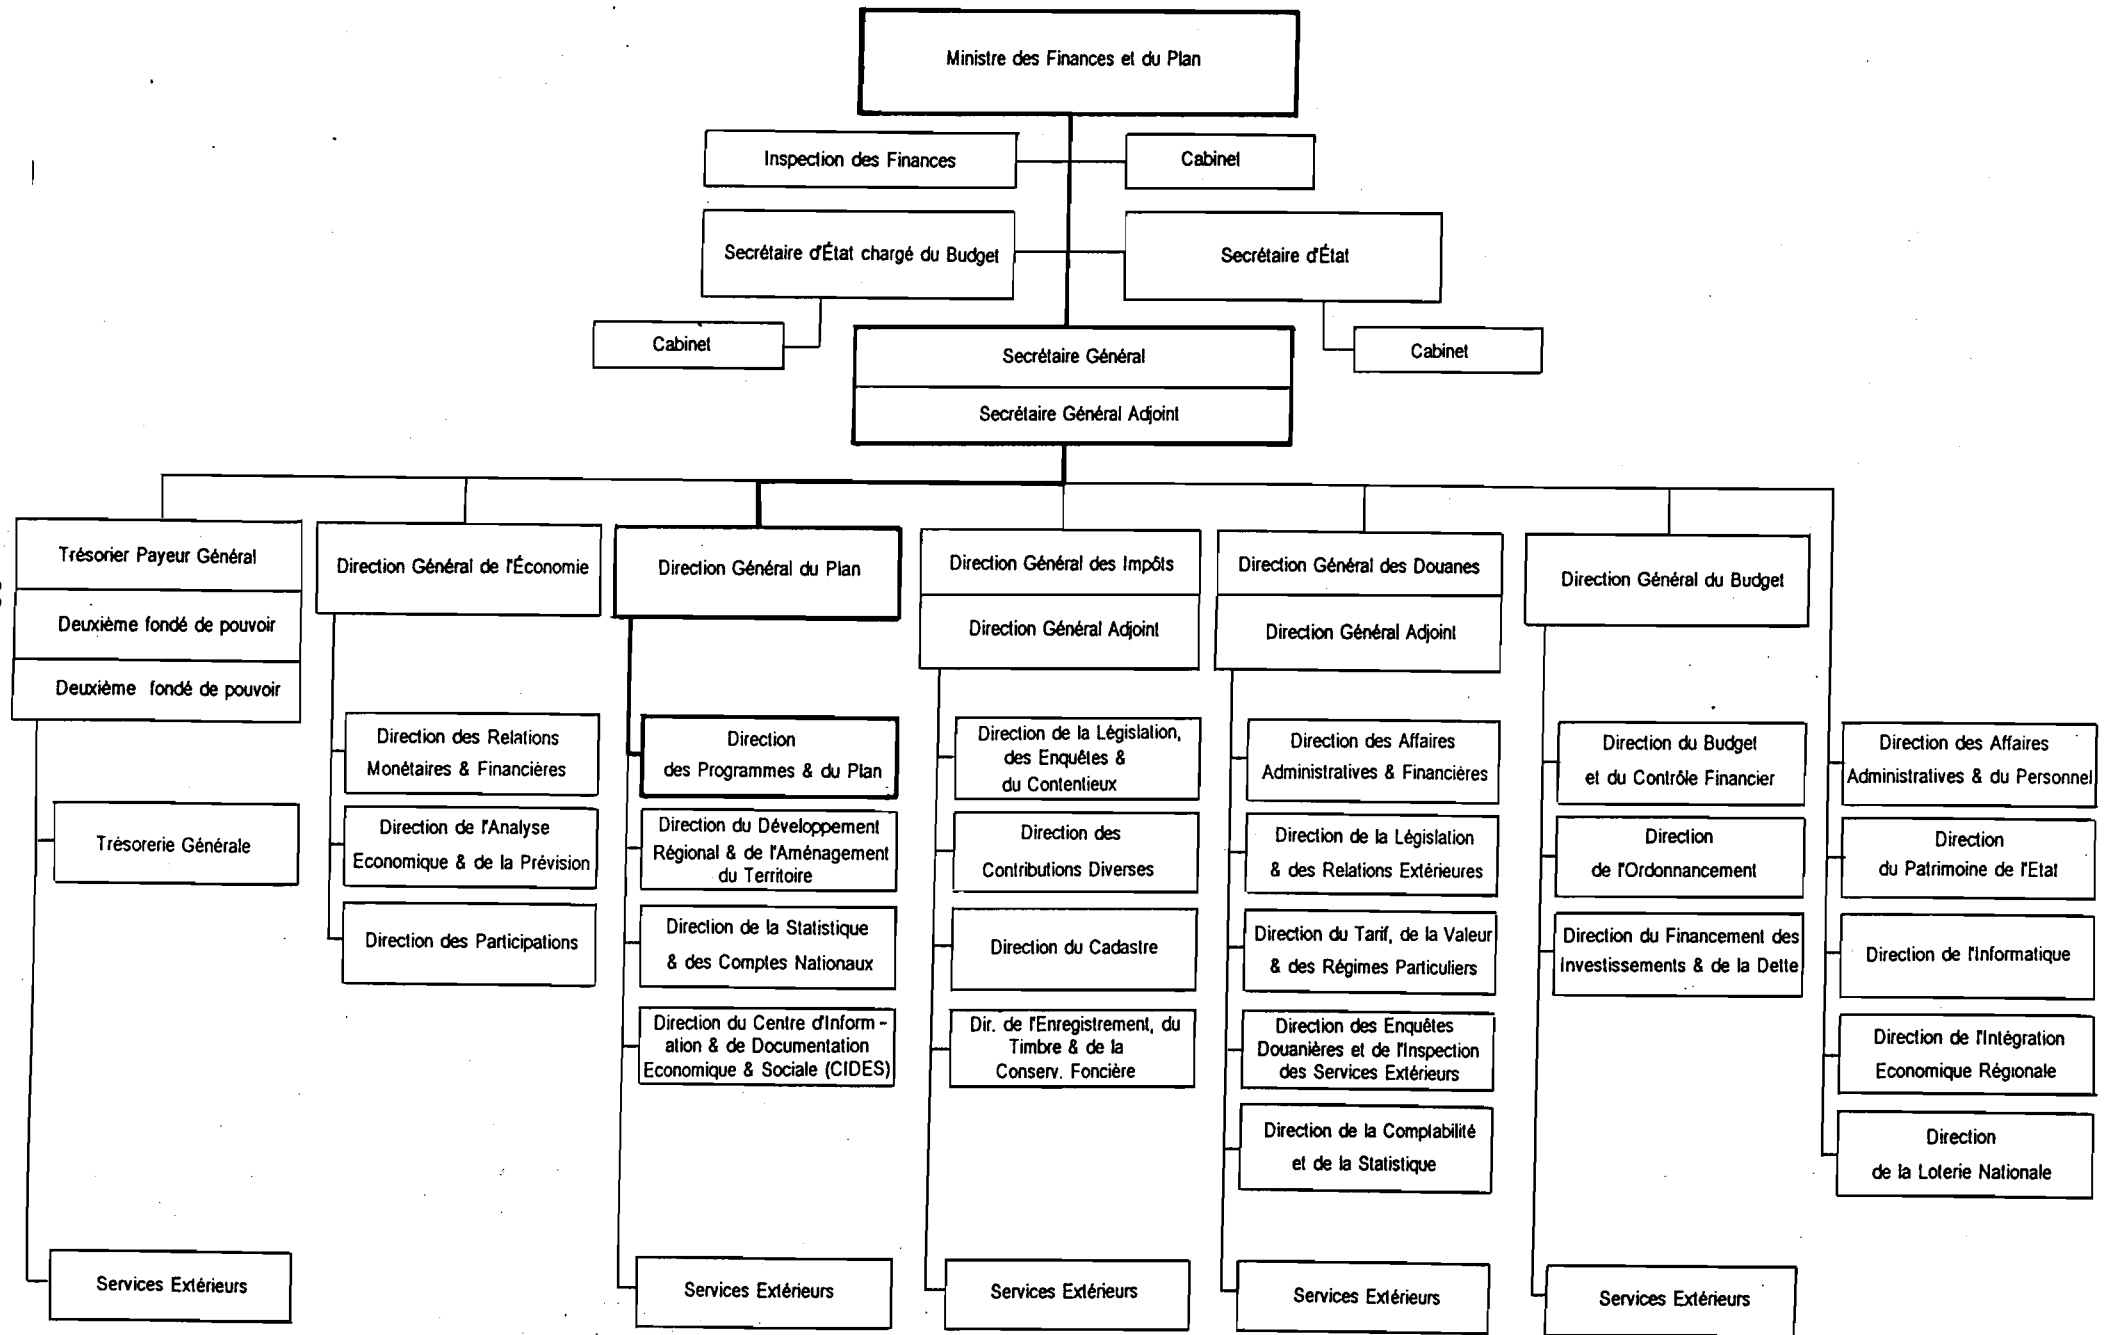 Ministre des Finances et du Plan
Inspection des Finances
Cabinet
Secrétaire d'État chargé du Budget
Secrétaire d'État
Cabinet
Cabinet
Secrétaire Général
Secrétaire Général Adjoint
Trésorier Payeur Général
Deuxième fondé de pouvoir
Deuxième fondé de pouvoir
Trésorerie Générale
Services Extérieurs
Direction Général de l'Économie
Direction des Relations
Monétaires & Financières
Direction de l'Analyse
Economique & de la Prévision
Direction des Participations
Direction Général du Plan
Direction
des Programmes & du Plan
Direction du Développement
Régional & de l'Aménagement
du Territoire
Direction de la Statistique
& des Comptes Nationaux
Direction du Centre d'Inform -
ation & de Documentation
Economique & Sociale (CIDES)
Services Extérieurs
Direction Général des Impôts
Direction Général Adjoint
Direction de la Législation,
des Enquêtes &
du Contentieux
Direction des
Contributions Diverses
Direction du Cadastre
Dir. de l'Enregistrement, du
Timbre & de la
Conserv. Foncière
Services Extérieurs
Direction Général des Douanes
Direction Général Adjoint
Direction des Affaires
Administratives & Financières
Direction de la Législation
& des Relations Extérieures
Direction du Tarif, de la Valeur
& des Régimes Particuliers
Direction des Enquêtes
Douanières et de l'Inspection
des Services Extérieurs
Direction de la Comptabilité
et de la Statistique
Services Extérieurs
Direction Général du Budget
Direction du Budget
et du Contrôle Financier
Direction
de l'Ordonnancement
Direction du Financement des
Investissements & de la Dette
Services Extérieurs
Direction des Affaires
Administratives & du Personnel
Direction
du Patrimoine de l'Etat
Direction de l'Informatique
Direction de l'Intégration
Economique Régionale
Direction
de la Loterie Nationale